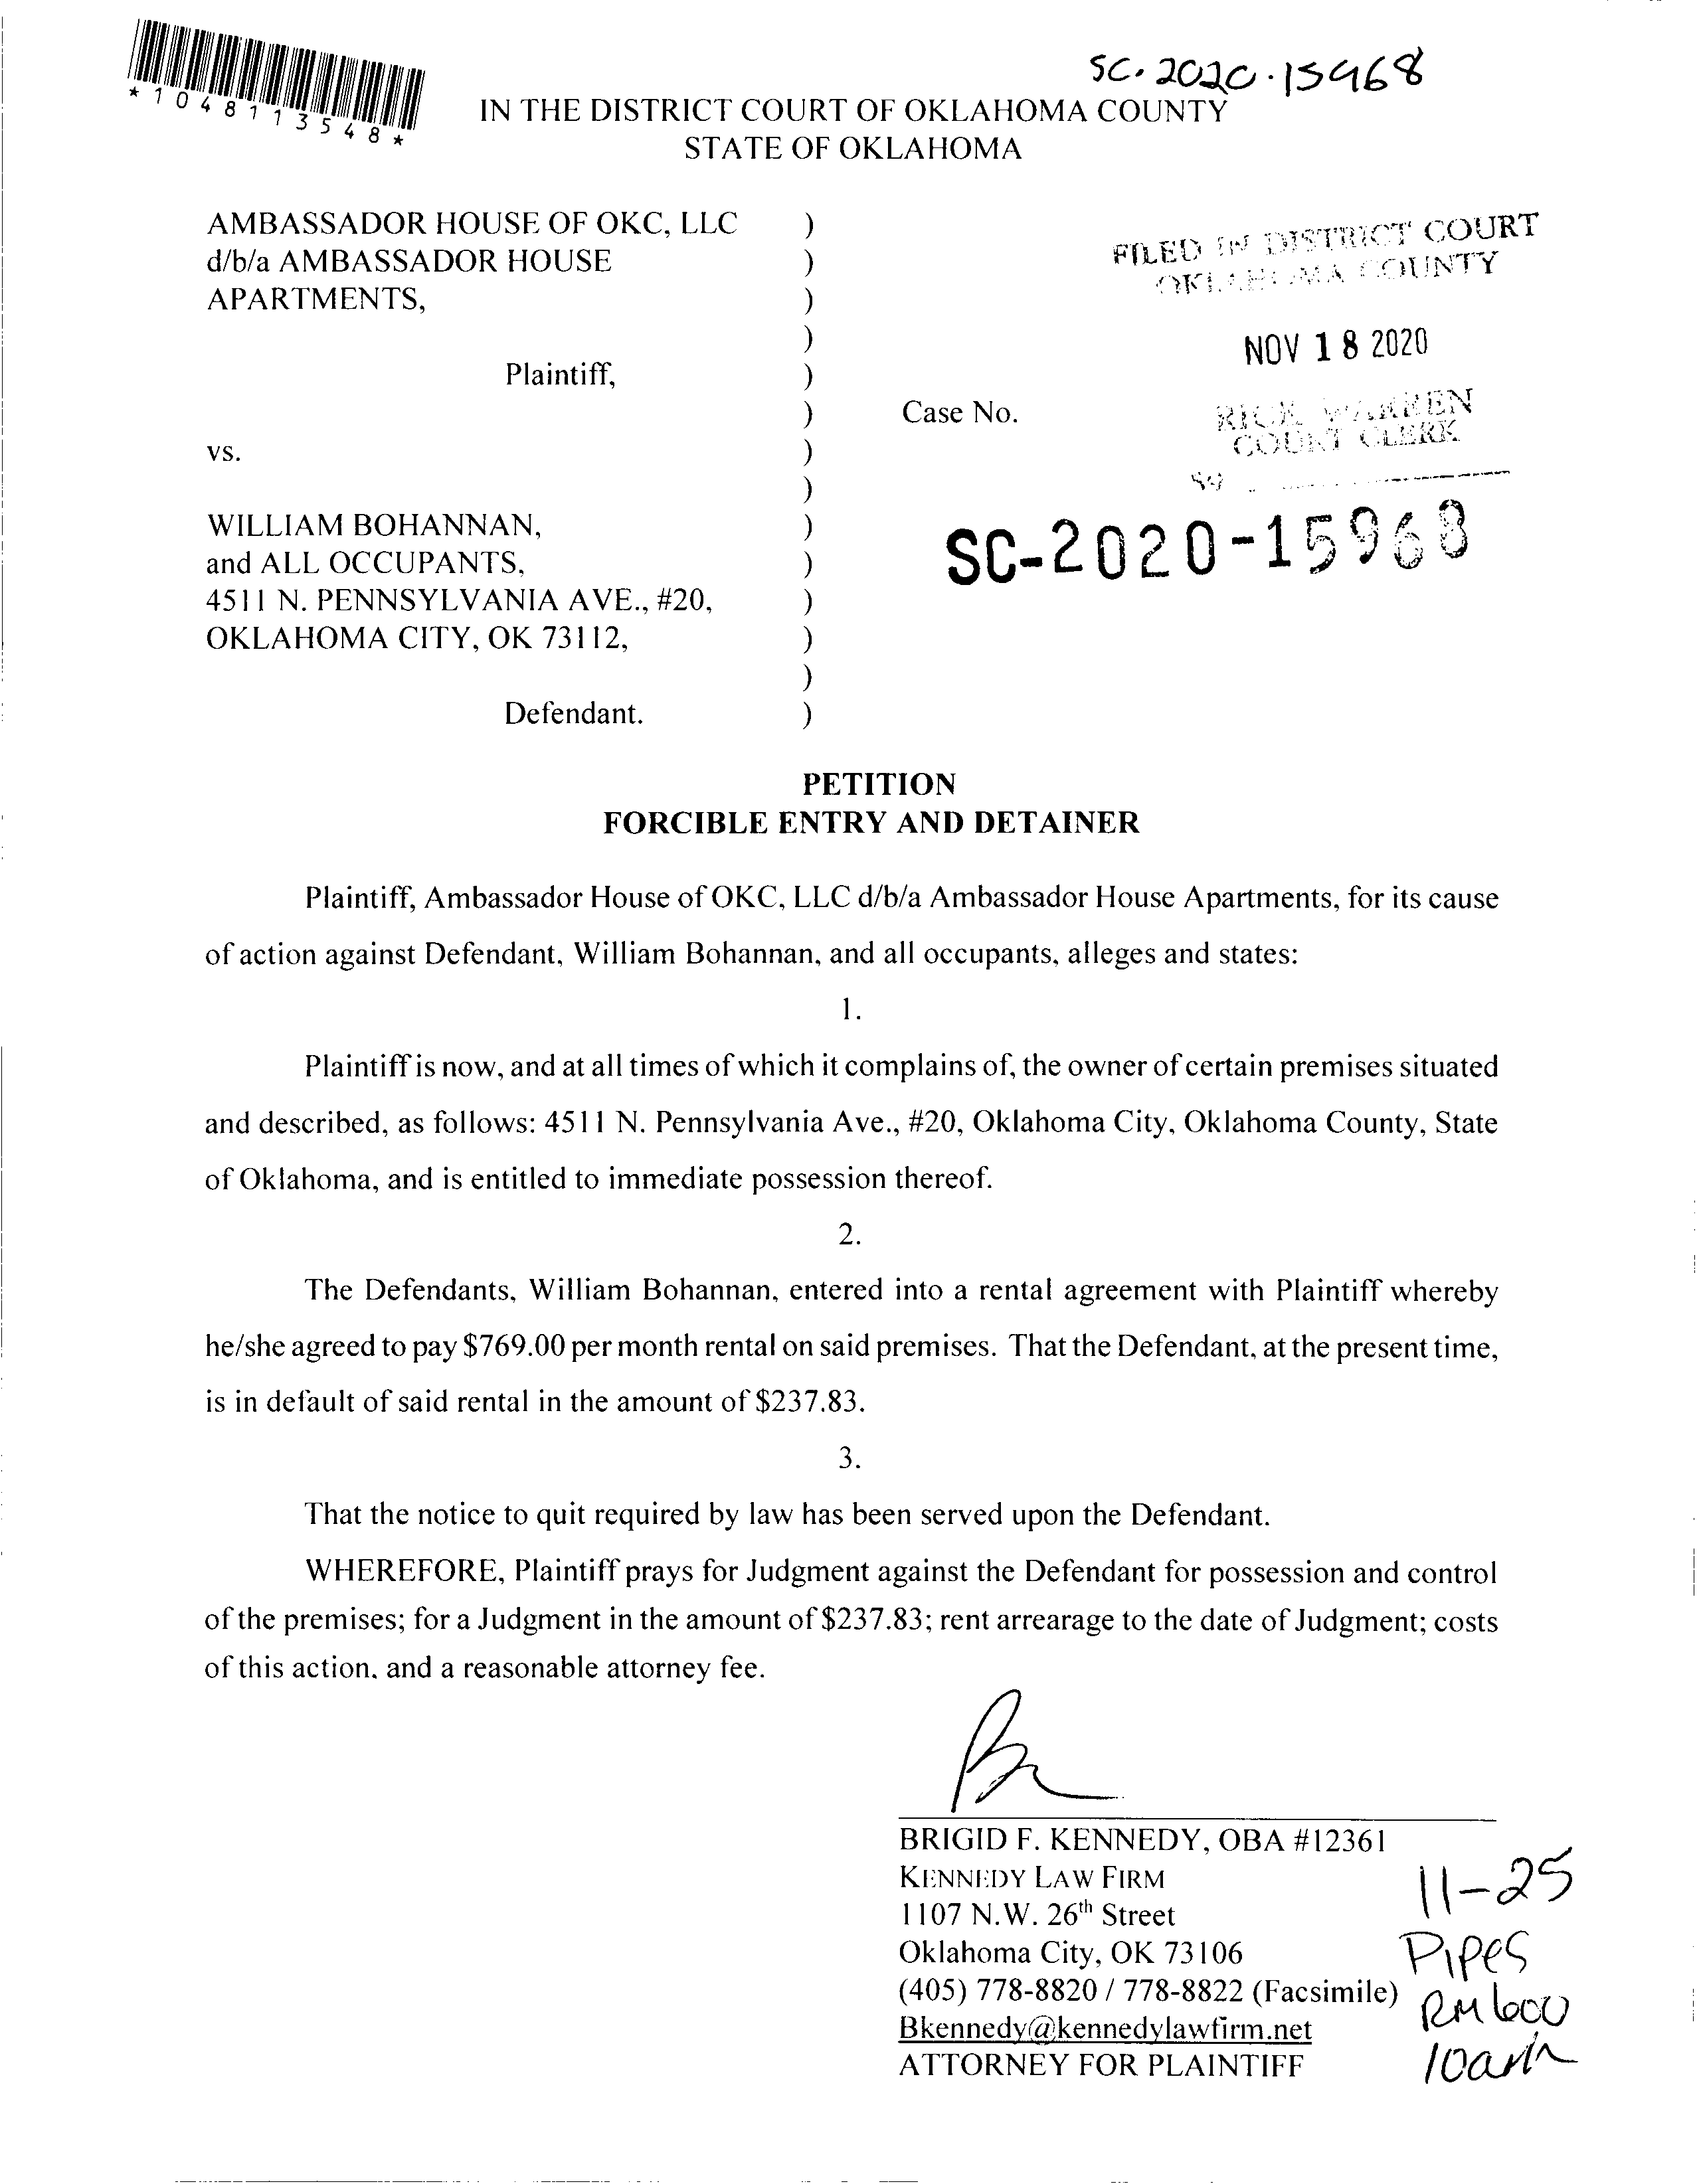 SC-2020-15968
*1048113548*
IN THE DISTRICT COURT OF OKLAHOMA COUNTY
STATE OF OKLAHOMA
AMBASSADOR HOUSE OF OKC, LLC )
d/b/a AMBASSADOR HOUSE )
APARTMENTS, )
)
Plaintiff, )
) Case No.
vs. )
)
WILLIAM BOHANNAN, )
and ALL OCCUPANTS, )
4511 N. PENNSYLVANIA AVE., #20, )
OKLAHOMA CITY, OK 73112, )
)
Defendant. )
FILED IN DISTRICT COURT
OKLAHOMA COUNTY
NOV 18 2020
RICK WARREN
COURT CLERK
SC-2020-15968
PETITION
FORCIBLE ENTRY AND DETAINER
Plaintiff, Ambassador House of OKC, LLC d/b/a Ambassador House Apartments, for its cause
of action against Defendant, William Bohannan, and all occupants, alleges and states:
1.
Plaintiff is now, and at all times of which it complains of, the owner of certain premises situated
and described, as follows: 4511 N. Pennsylvania Ave., #20, Oklahoma City, Oklahoma County, State
of Oklahoma, and is entitled to immediate possession thereof.
2.
The Defendants, William Bohannan, entered into a rental agreement with Plaintiff whereby
he/she agreed to pay $769.00 per month rental on said premises. That the Defendant, at the present time,
is in default of said rental in the amount of $237.83.
3.
That the notice to quit required by law has been served upon the Defendant.
WHEREFORE, Plaintiff prays for Judgment against the Defendant for possession and control
of the premises; for a Judgment in the amount of $237.83; rent arrearage to the date of Judgment; costs
of this action, and a reasonable attorney fee.
BRIGID F. KENNEDY, OBA #12361
KENNEDY LAW FIRM
1107 N.W. 26th Street
Oklahoma City, OK 73106
(405) 778-8820 / 778-8822 (Facsimile)
Bkennedy@kennedylawfirm.net
ATTORNEY FOR PLAINTIFF
11-25
Pipes
RM 600
10am